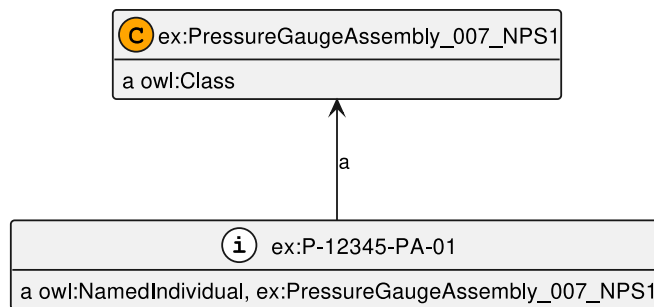 C ex:PressureGaugeAssembly_007_NPS1
a owl:Class
a
i ex:P-12345-PA-01
a owl:NamedIndividual, ex:PressureGaugeAssembly_007_NPS1